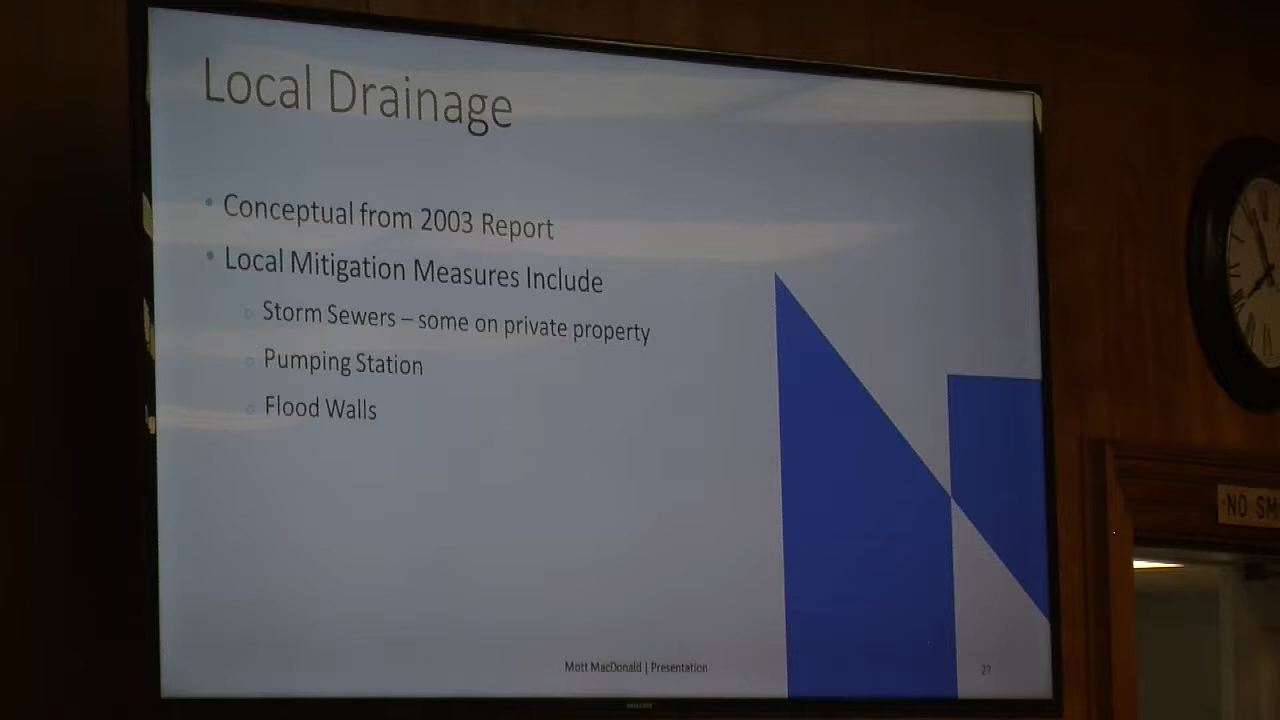 Local Drainage
• Conceptual from 2003 Report
• Local Mitigation Measures Include
○ Storm Sewers – some on private property
○ Pumping Station
○ Flood Walls
Mott MacDonald | Presentation
27
NO SM